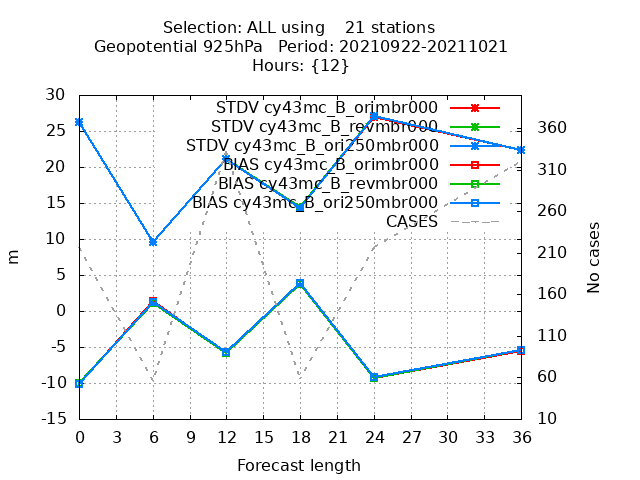 Selection: ALL using    21 stations
Geopotential 925hPa   Period: 20210922-20211021
Hours: {12}
STDV cy43mc_B_orimbr000
STDV cy43mc_B_revmbr000
STDV cy43mc_B_ori250mbr000
BIAS cy43mc_B_orimbr000
BIAS cy43mc_B_revmbr000
BIAS cy43mc_B_ori250mbr000
CASES
30
25
20
15
10
5
0
-5
-10
-15
m
360
310
260
210
160
110
60
10
No cases
0 3 6 9 12 15 18 21 24 27 30 33 36
Forecast length